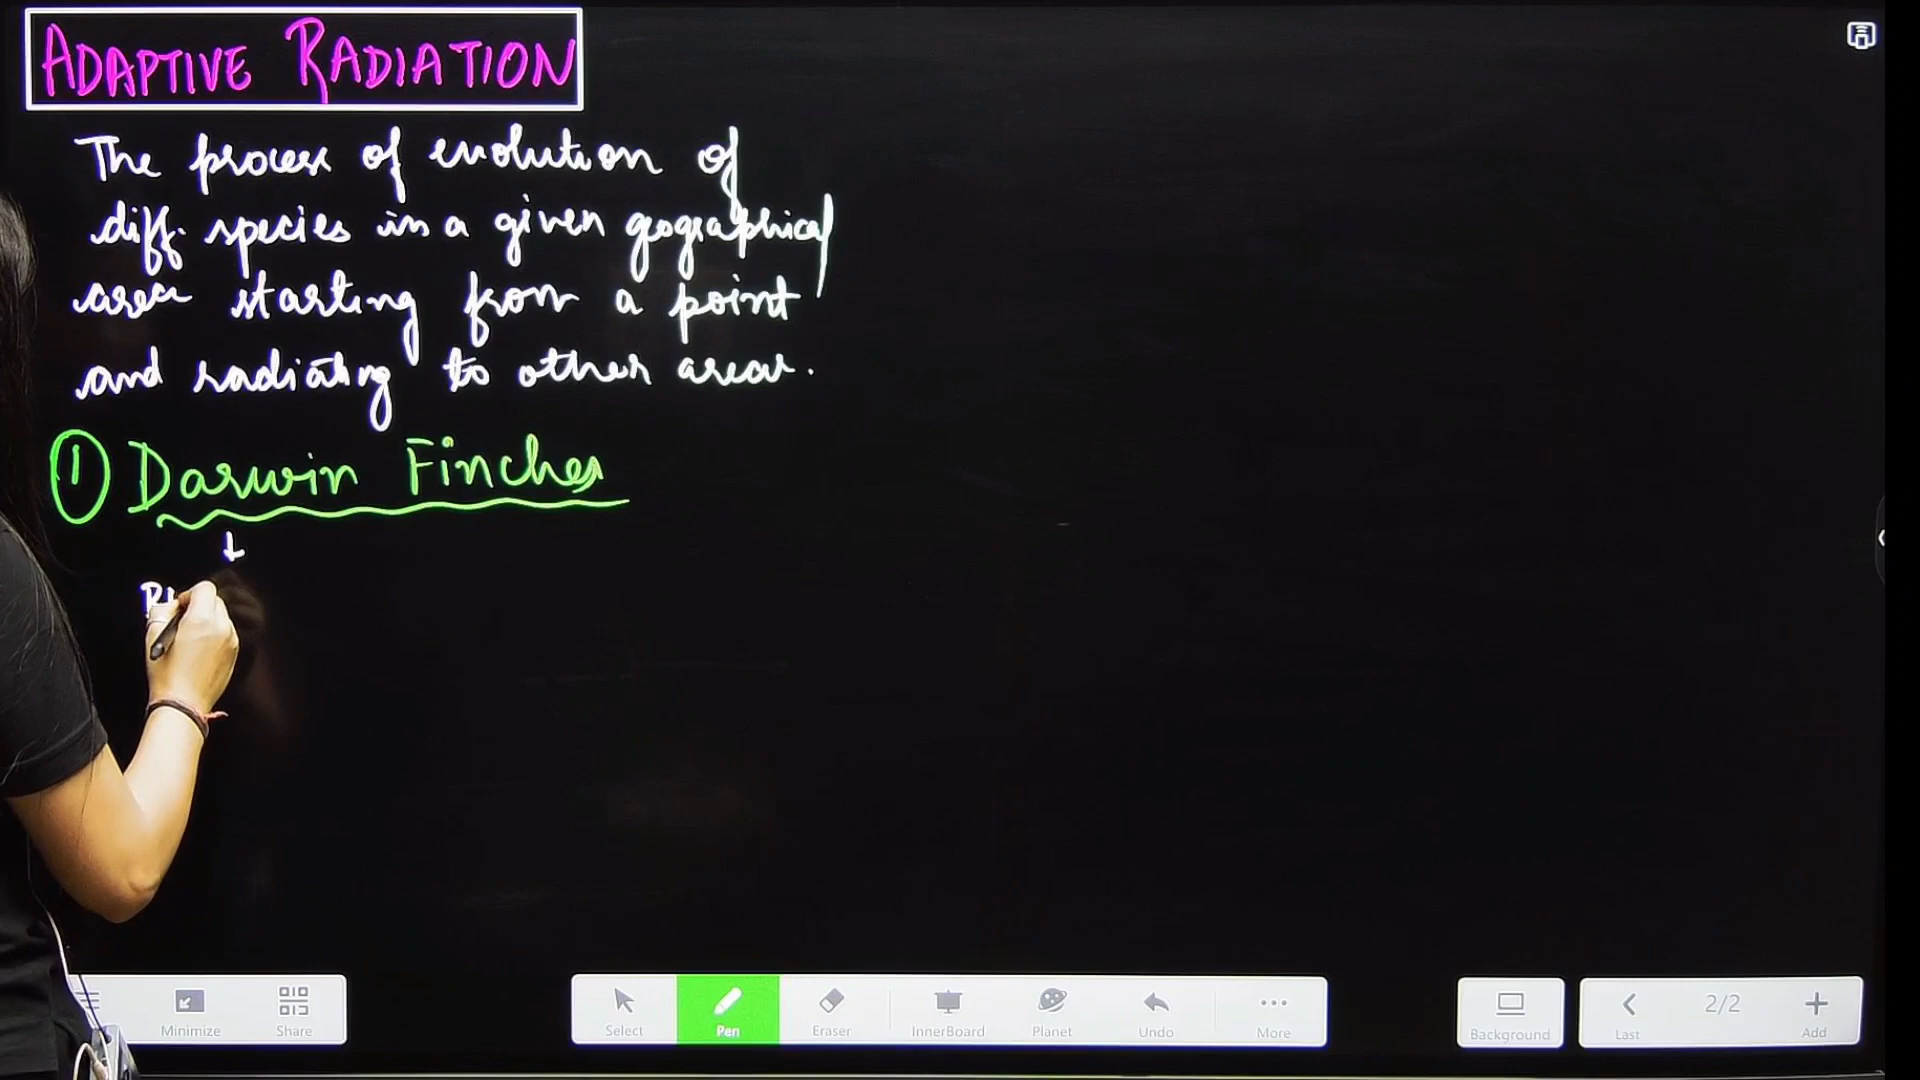 ADAPTIVE RADIATION
The process of evolution of
diff. species in a given gographical
area starting from a point
and radiating to other areas.
① Darwin Finches
Minimize
Share
Select
Pen
Eraser
InnerBoard
Planet
Undo
More
Background
Last
2/2
Add